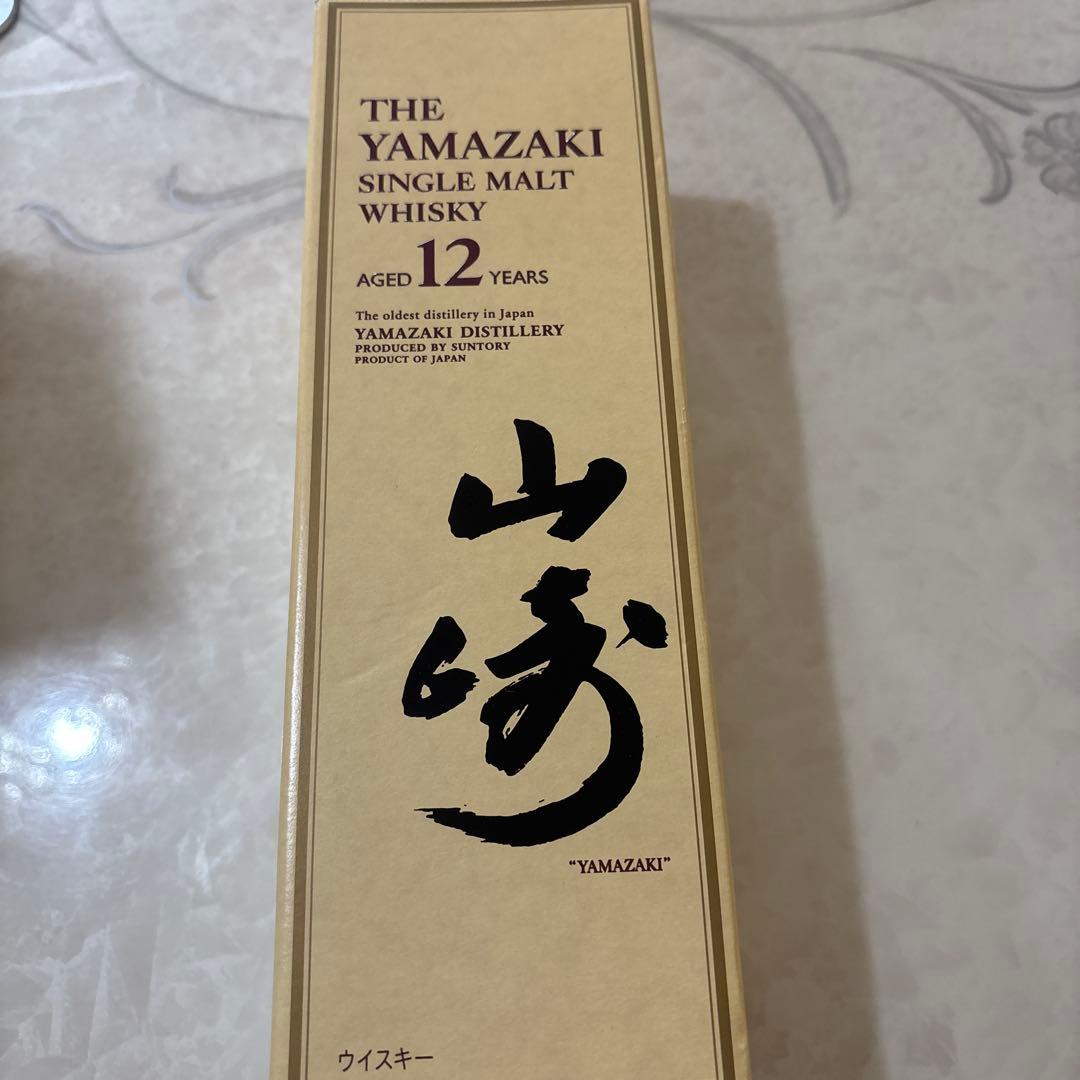 THE
YAMAZAKI
SINGLE MALT
WHISKY
AGED 12 YEARS
The oldest distillery in Japan
YAMAZAKI DISTILLERY
PRODUCED BY SUNTORY
PRODUCT OF JAPAN
山
崎
“YAMAZAKI”
ウイスキー